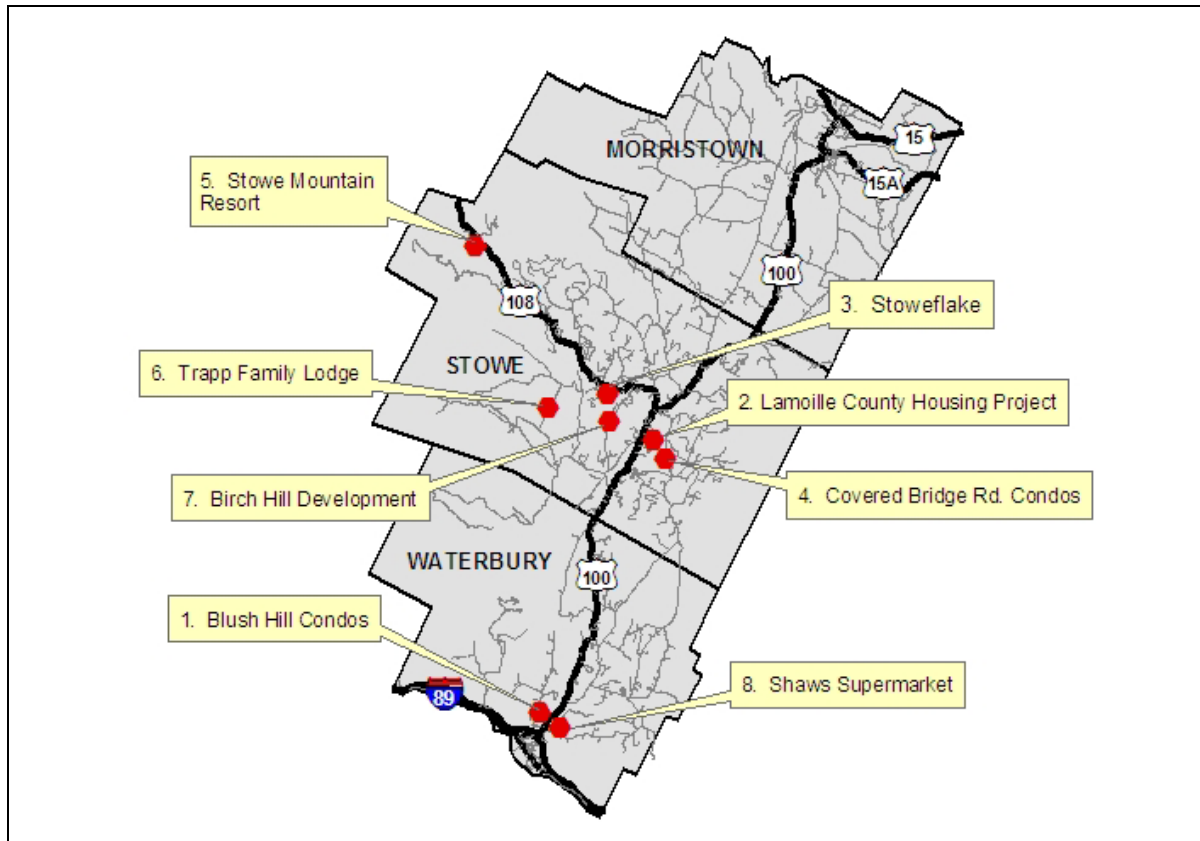 MORRISTOWN
15
15A
5. Stowe Mountain
Resort
100
108
3. Stoweflake
STOWE
6. Trapp Family Lodge
2. Lamoille County Housing Project
7. Birch Hill Development
4. Covered Bridge Rd. Condos
WATERBURY
100
1. Blush Hill Condos
8. Shaws Supermarket
89